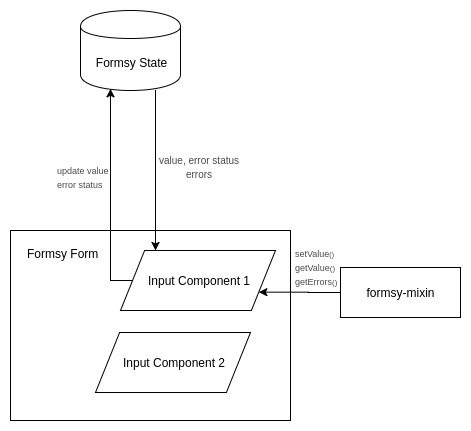 Formsy State
update value
error status
value, error status
errors
Formsy Form
Input Component 1
setValue()
getValue()
getErrors()
formsy-mixin
Input Component 2